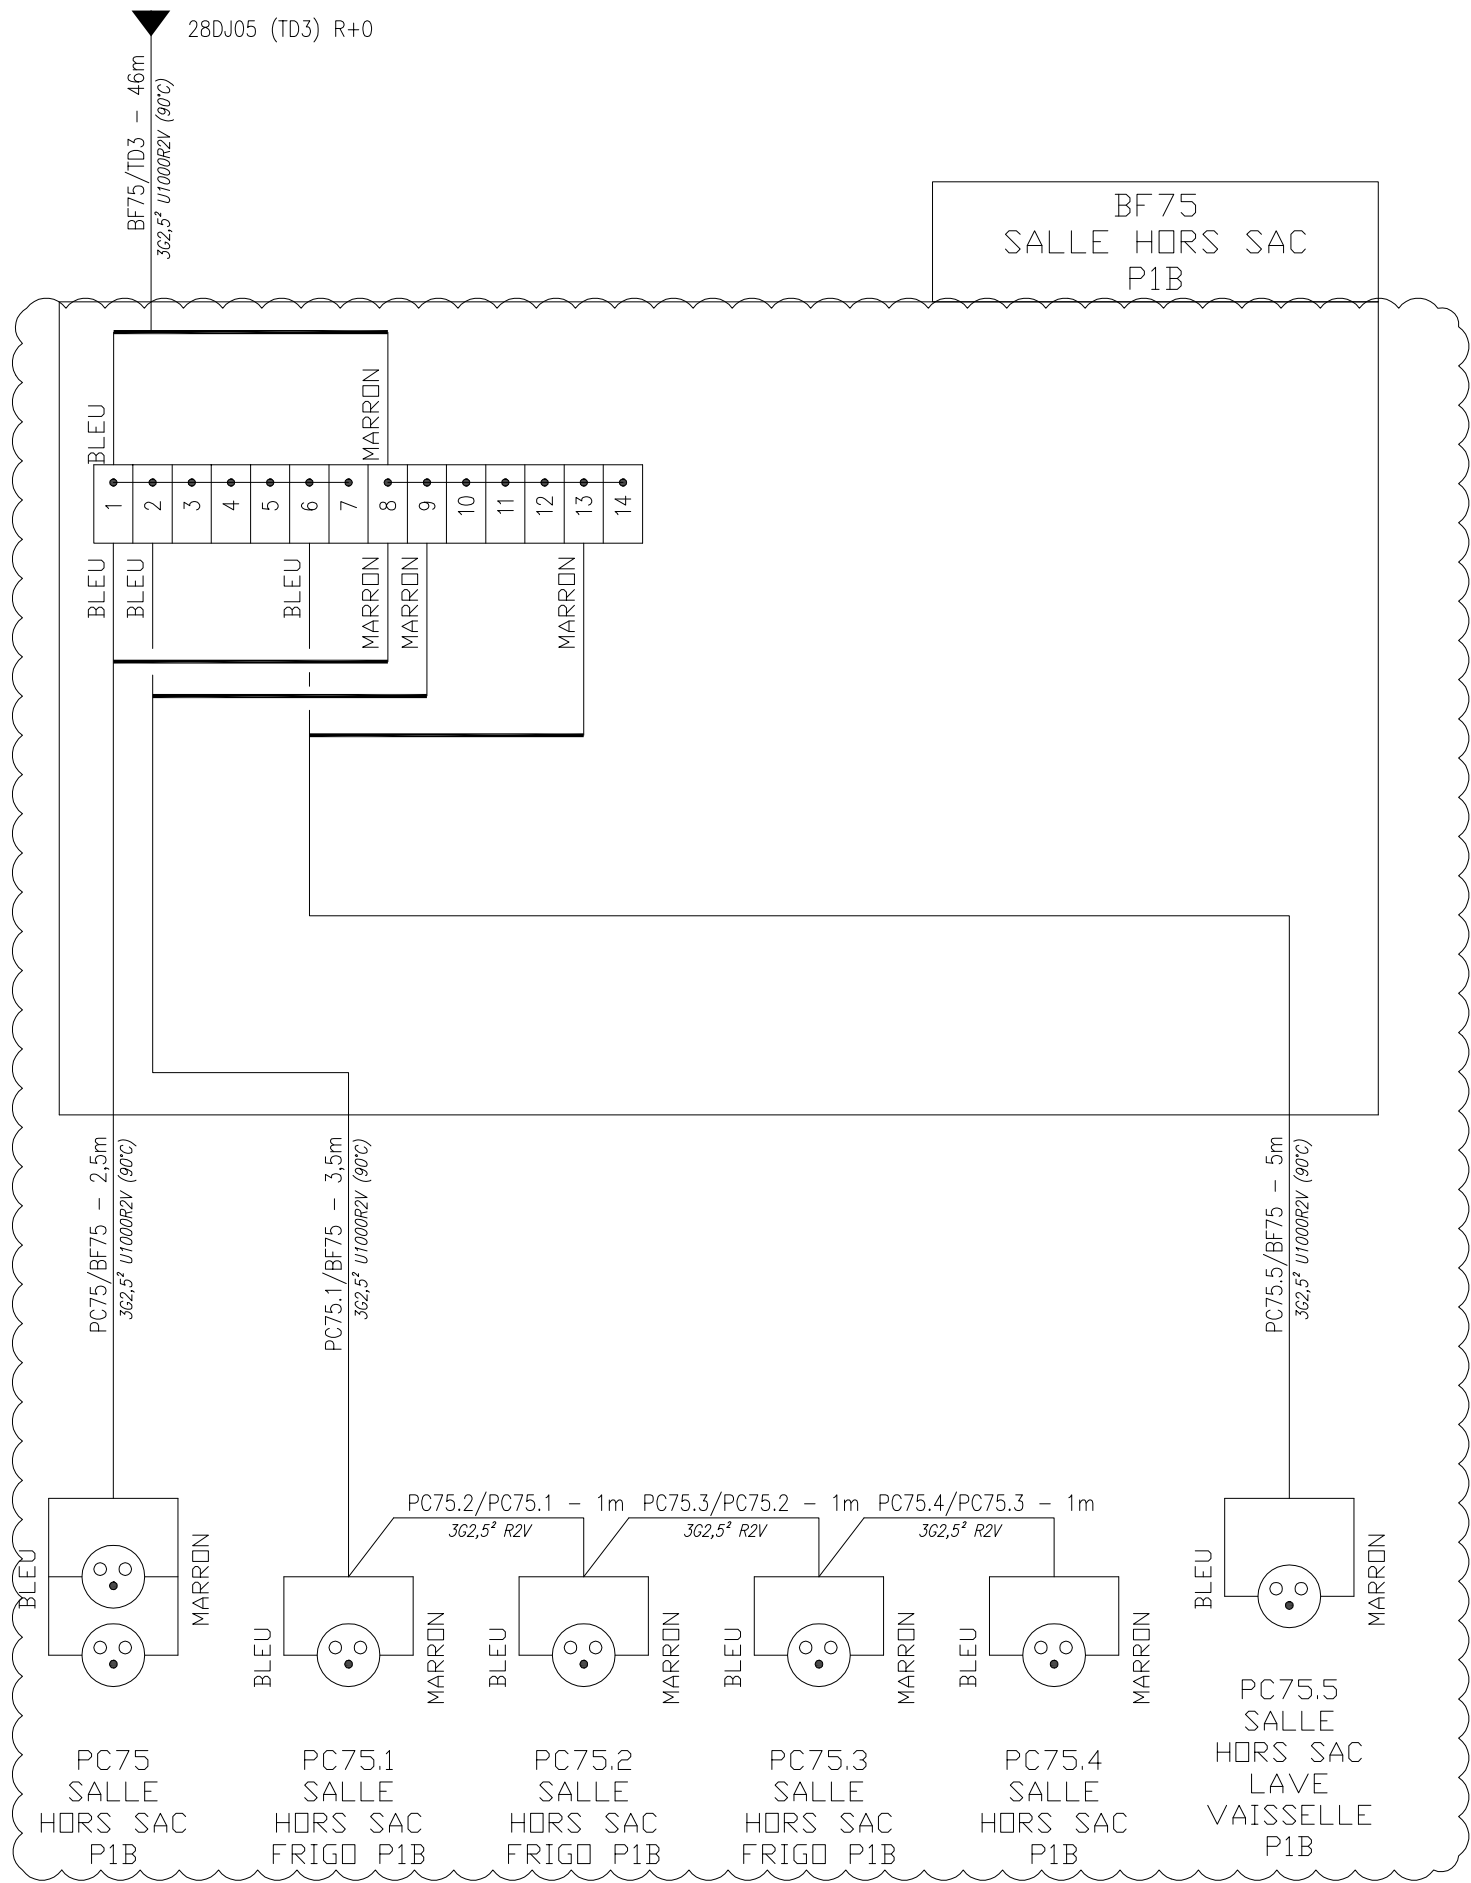 28DJ05 (TD3) R+0
BF75/TD3 - 46m
3G2,5² U1000R2V (90°C)
BF75
SALLE HORS SAC
P1B
BLEU
MARRON
1
2
3
4
5
6
7
8
9
10
11
12
13
14
BLEU
BLEU
BLEU
MARRON
MARRON
MARRON
PC75/BF75 - 2,5m
3G2,5² U1000R2V (90°C)
PC75.1/BF75 - 3,5m
3G2,5² U1000R2V (90°C)
PC75.5/BF75 - 5m
3G2,5² U1000R2V (90°C)
PC75.2/PC75.1 - 1m
3G2,5² R2V
PC75.3/PC75.2 - 1m
3G2,5² R2V
PC75.4/PC75.3 - 1m
3G2,5² R2V
BLEU
MARRON
BLEU
MARRON
BLEU
MARRON
BLEU
MARRON
BLEU
MARRON
BLEU
MARRON
PC75
SALLE
HORS SAC
P1B
PC75.1
SALLE
HORS SAC
FRIGO P1B
PC75.2
SALLE
HORS SAC
FRIGO P1B
PC75.3
SALLE
HORS SAC
FRIGO P1B
PC75.4
SALLE
HORS SAC
P1B
PC75.5
SALLE
HORS SAC
LAVE
VAISSELLE
P1B